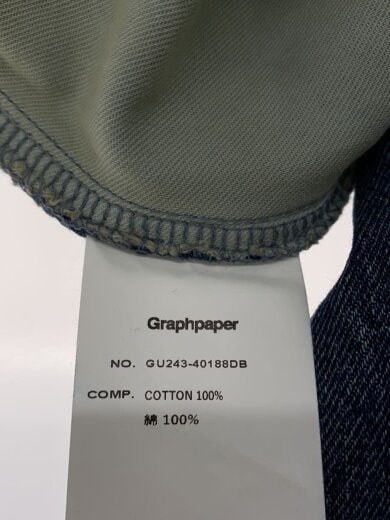 Graphpaper
NO. GU243-40188DB
COMP. COTTON 100%
綿 100%